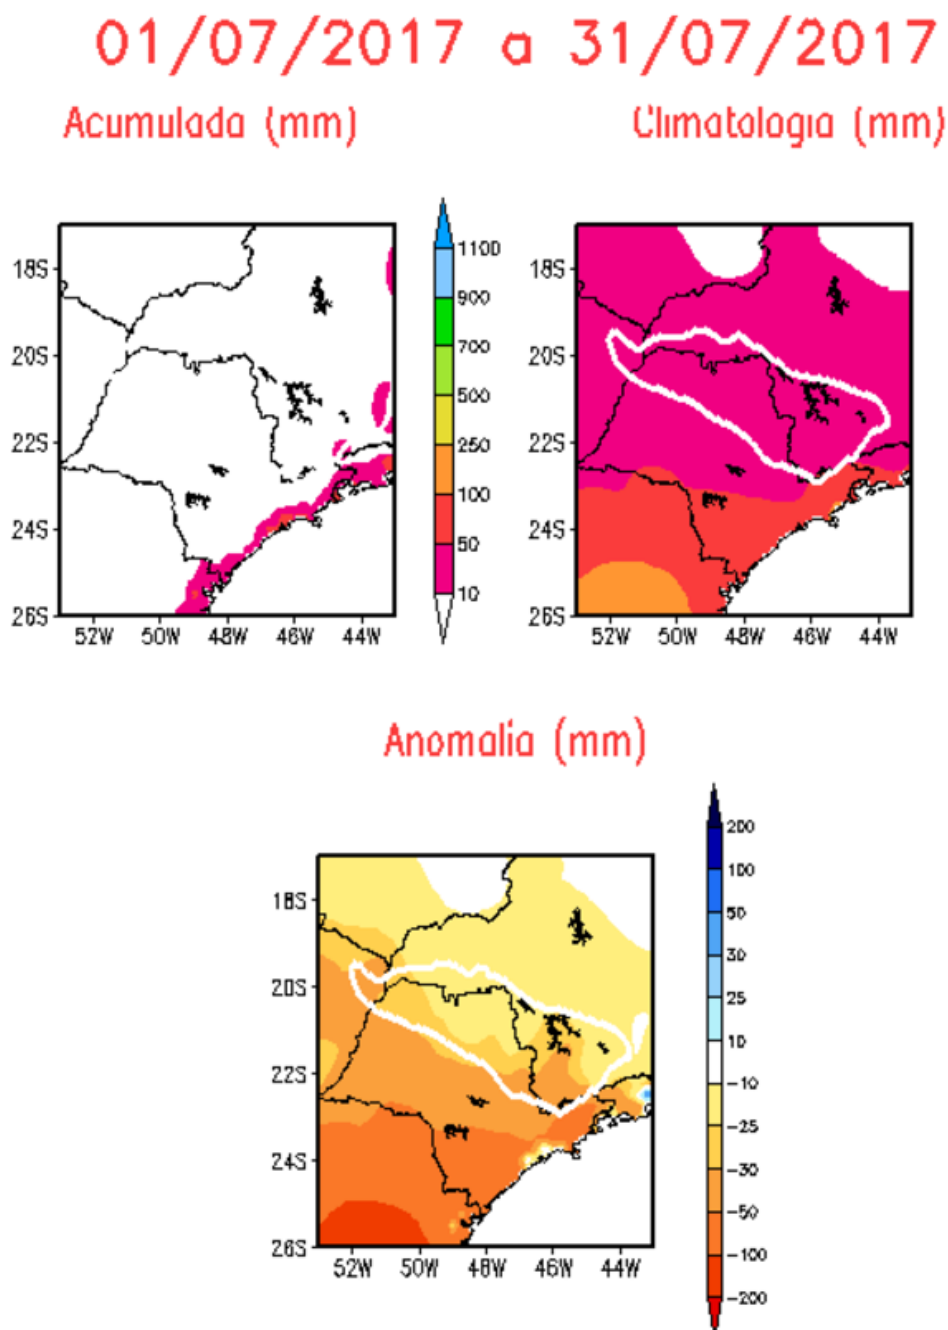 01/07/2017 a 31/07/2017
Acumulada (mm)
Climatologia (mm)
18S
20S
22S
24S
26S
52W 50W 48W 46W 44W
1100
900
700
500
250
100
50
10
18S
20S
22S
24S
26S
52W 50W 48W 46W 44W
Anomalia (mm)
18S
20S
22S
24S
26S
52W 50W 48W 46W 44W
200
100
50
30
25
10
-10
-25
-30
-50
-100
-200